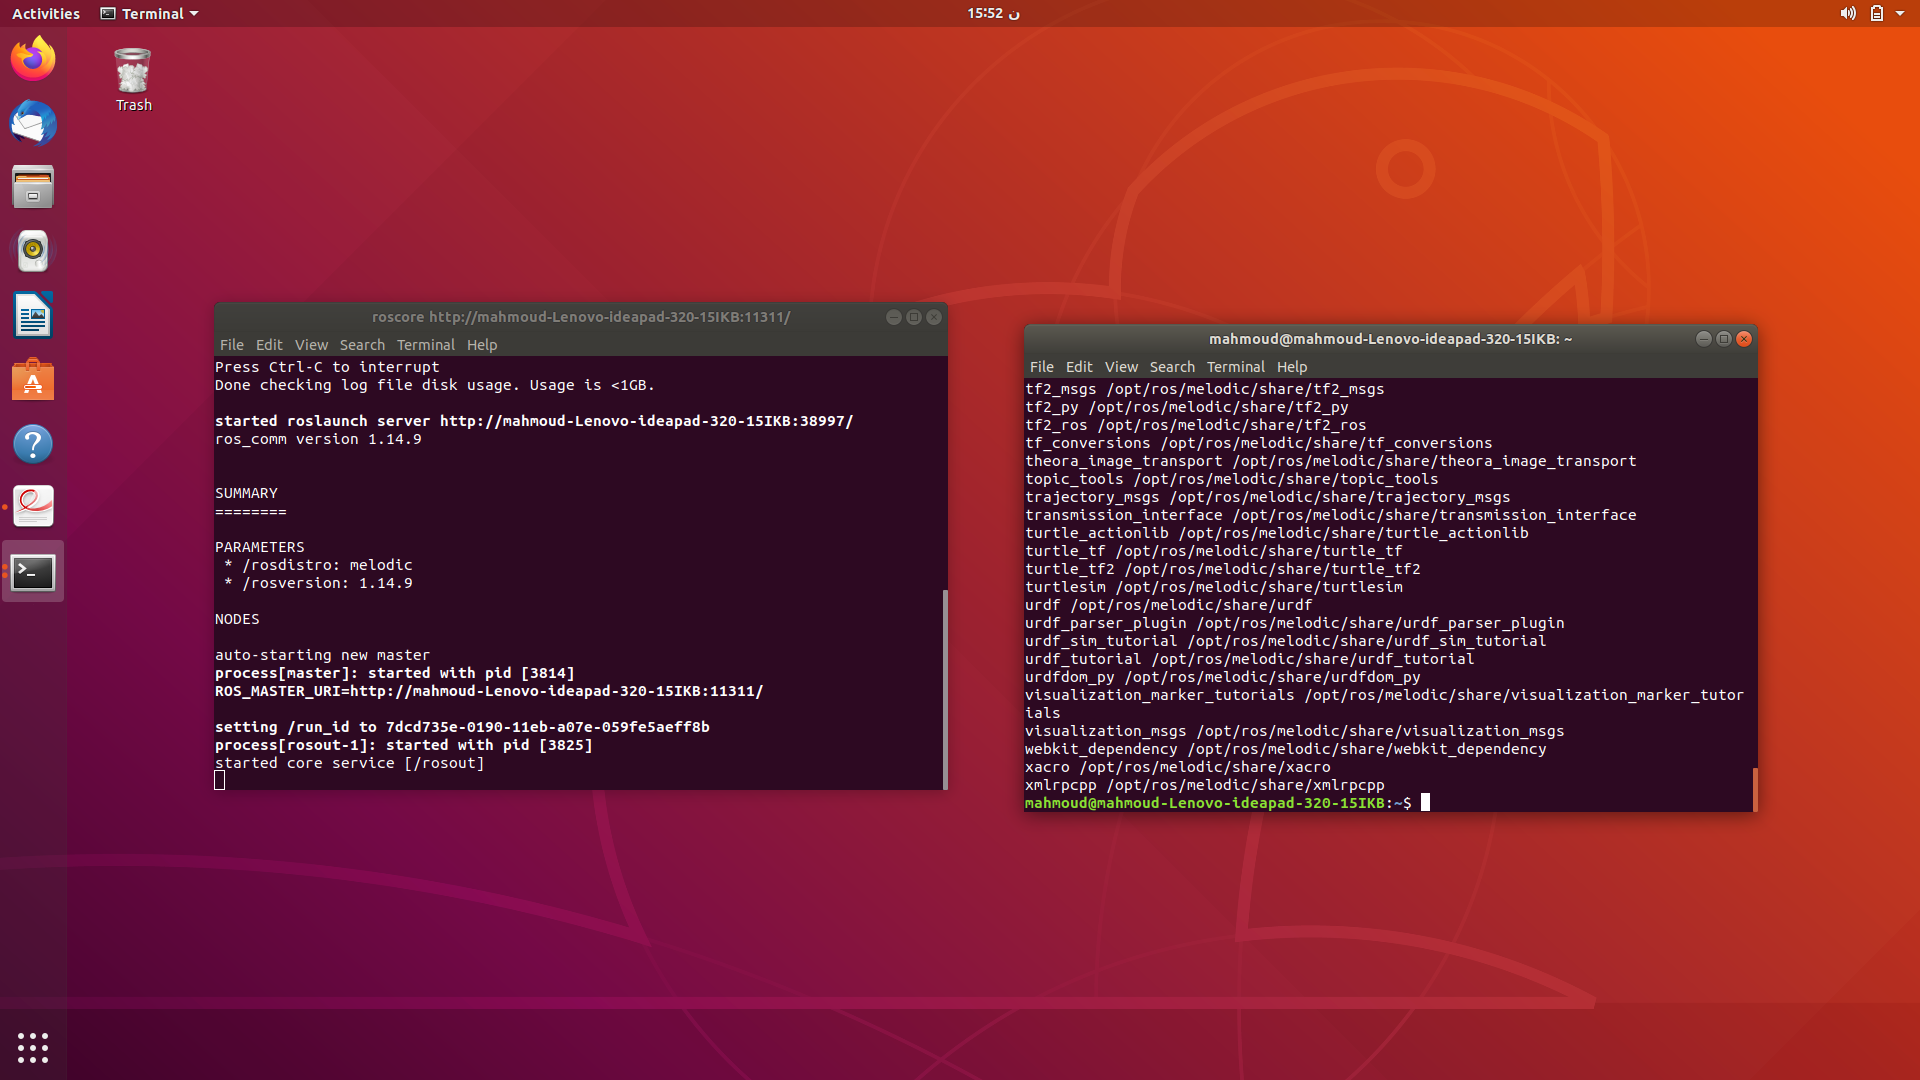 Activities
Terminal
15:52 ن
Trash
roscore http://mahmoud-Lenovo-ideapad-320-15IKB:11311/
File Edit View Search Terminal Help
Press Ctrl-C to interrupt
Done checking log file disk usage. Usage is <1GB.
started roslaunch server http://mahmoud-Lenovo-ideapad-320-15IKB:38997/
ros_comm version 1.14.9
SUMMARY
========
PARAMETERS
* /rosdistro: melodic
* /rosversion: 1.14.9
NODES
auto-starting new master
process[master]: started with pid [3814]
ROS_MASTER_URI=http://mahmoud-Lenovo-ideapad-320-15IKB:11311/
setting /run_id to 7dcd735e-0190-11eb-a07e-059fe5aeff8b
process[rosout-1]: started with pid [3825]
started core service [/rosout]
mahmoud@mahmoud-Lenovo-ideapad-320-15IKB: ~
File Edit View Search Terminal Help
tf2_msgs /opt/ros/melodic/share/tf2_msgs
tf2_py /opt/ros/melodic/share/tf2_py
tf2_ros /opt/ros/melodic/share/tf2_ros
tf_conversions /opt/ros/melodic/share/tf_conversions
theora_image_transport /opt/ros/melodic/share/theora_image_transport
topic_tools /opt/ros/melodic/share/topic_tools
trajectory_msgs /opt/ros/melodic/share/trajectory_msgs
transmission_interface /opt/ros/melodic/share/transmission_interface
turtle_actionlib /opt/ros/melodic/share/turtle_actionlib
turtle_tf /opt/ros/melodic/share/turtle_tf
turtle_tf2 /opt/ros/melodic/share/turtle_tf2
turtlesim /opt/ros/melodic/share/turtlesim
urdf /opt/ros/melodic/share/urdf
urdf_parser_plugin /opt/ros/melodic/share/urdf_parser_plugin
urdf_sim_tutorial /opt/ros/melodic/share/urdf_sim_tutorial
urdf_tutorial /opt/ros/melodic/share/urdf_tutorial
urdfdom_py /opt/ros/melodic/share/urdfdom_py
visualization_marker_tutorials /opt/ros/melodic/share/visualization_marker_tutor
ials
visualization_msgs /opt/ros/melodic/share/visualization_msgs
webkit_dependency /opt/ros/melodic/share/webkit_dependency
xacro /opt/ros/melodic/share/xacro
xmlrpcpp /opt/ros/melodic/share/xmlrpcpp
mahmoud@mahmoud-Lenovo-ideapad-320-15IKB:~$